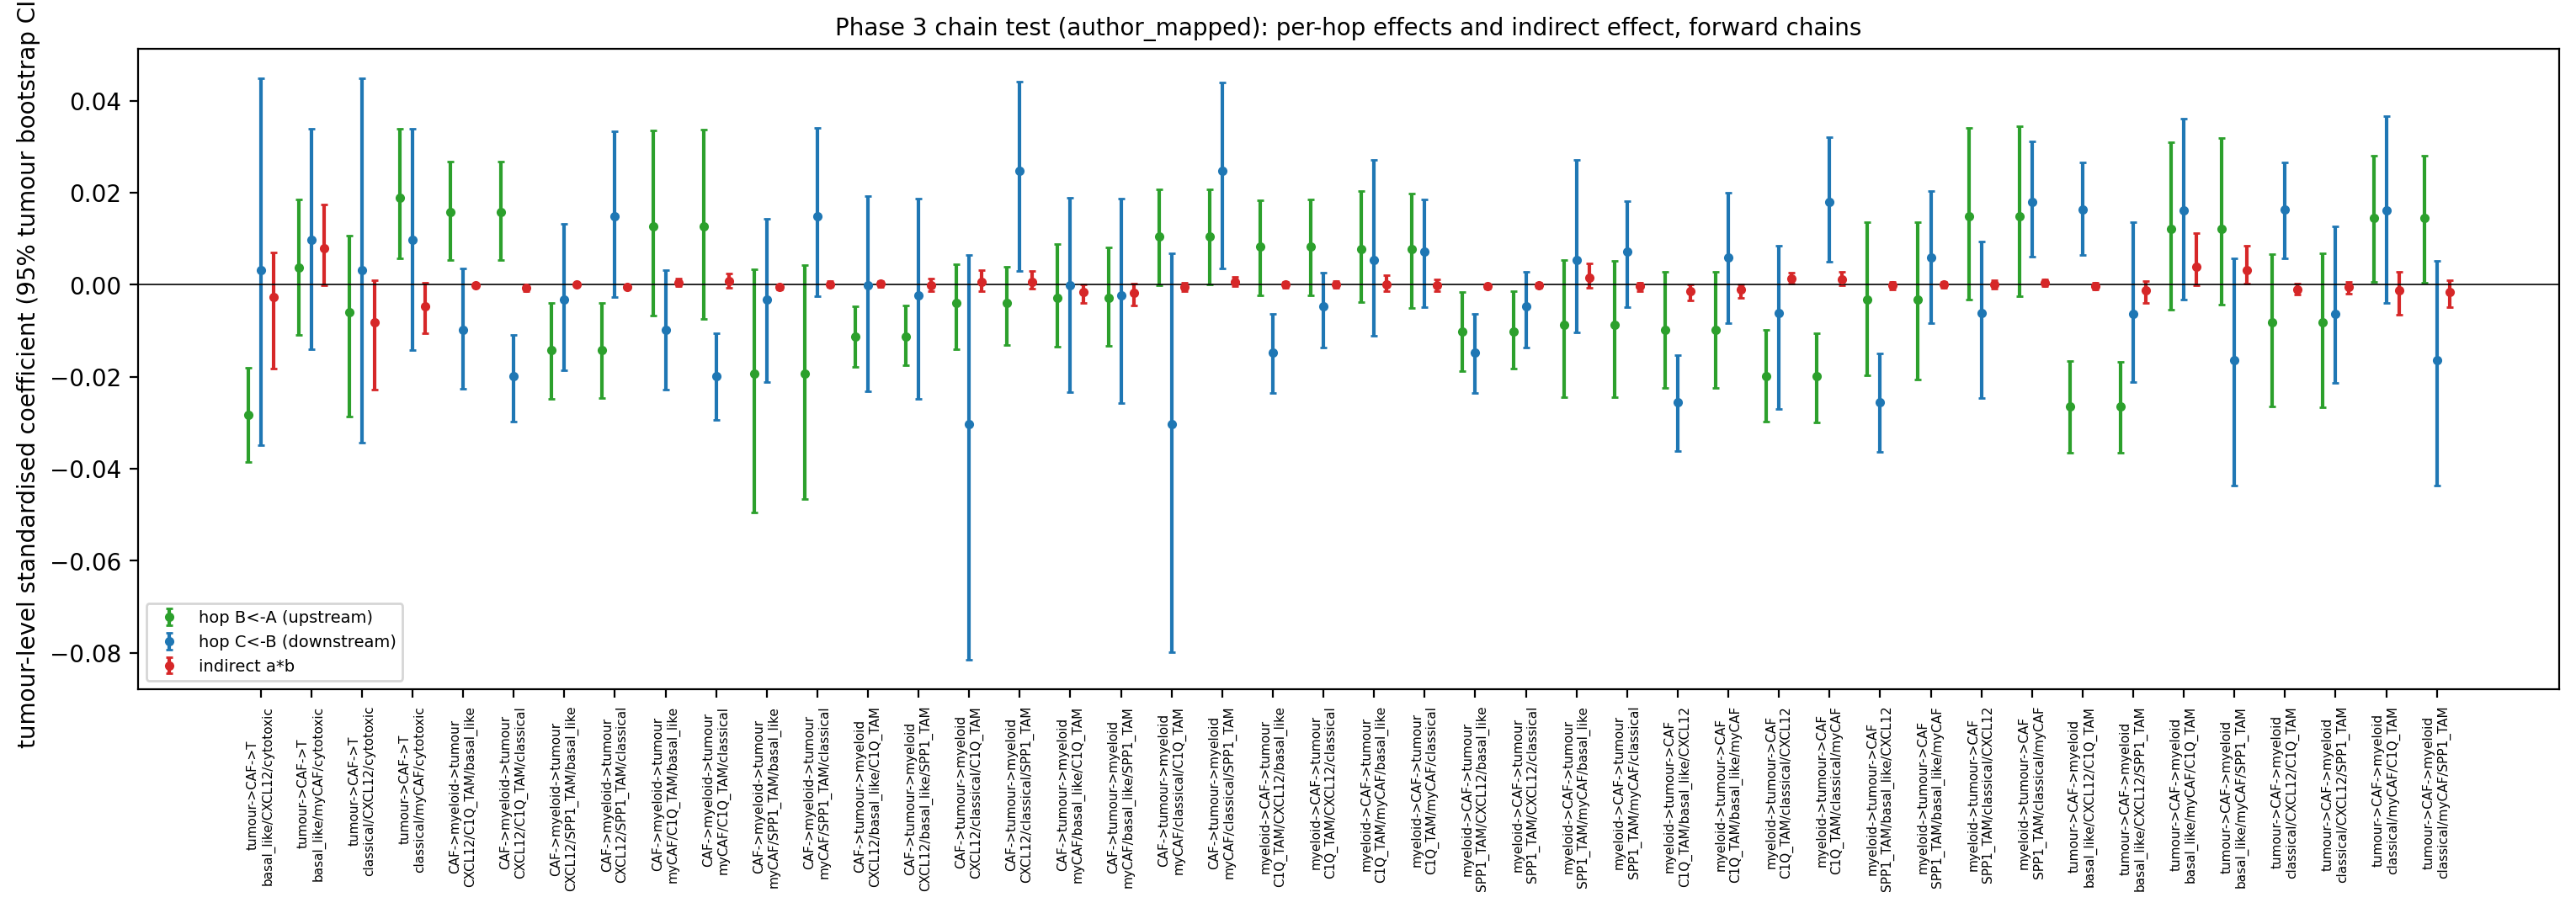 Phase 3 chain test (author_mapped): per-hop effects and indirect effect, forward chains
tumour-level standardised coefficient (95% tumour bootstrap CI
0.04
0.02
0.00
−0.02
−0.04
−0.06
−0.08
hop B<-A (upstream)
hop C<-B (downstream)
indirect a*b
tumour->CAF->T
basal_like/CXCL12/cytotoxic
tumour->CAF->T
basal_like/myCAF/cytotoxic
tumour->CAF->T
classical/CXCL12/cytotoxic
tumour->CAF->T
classical/myCAF/cytotoxic
CAF->myeloid->tumour
CXCL12/C1Q_TAM/basal_like
CAF->myeloid->tumour
CXCL12/C1Q_TAM/classical
CAF->myeloid->tumour
CXCL12/SPP1_TAM/basal_like
CAF->myeloid->tumour
CXCL12/SPP1_TAM/classical
CAF->myeloid->tumour
myCAF/C1Q_TAM/basal_like
CAF->myeloid->tumour
myCAF/C1Q_TAM/classical
CAF->myeloid->tumour
myCAF/SPP1_TAM/basal_like
CAF->myeloid->tumour
myCAF/SPP1_TAM/classical
CAF->tumour->myeloid
CXCL12/basal_like/C1Q_TAM
CAF->tumour->myeloid
CXCL12/basal_like/SPP1_TAM
CAF->tumour->myeloid
CXCL12/classical/C1Q_TAM
CAF->tumour->myeloid
CXCL12/classical/SPP1_TAM
CAF->tumour->myeloid
myCAF/basal_like/C1Q_TAM
CAF->tumour->myeloid
myCAF/basal_like/SPP1_TAM
CAF->tumour->myeloid
myCAF/classical/C1Q_TAM
CAF->tumour->myeloid
myCAF/classical/SPP1_TAM
myeloid->CAF->tumour
C1Q_TAM/CXCL12/basal_like
myeloid->CAF->tumour
C1Q_TAM/CXCL12/classical
myeloid->CAF->tumour
C1Q_TAM/myCAF/basal_like
myeloid->CAF->tumour
C1Q_TAM/myCAF/classical
myeloid->CAF->tumour
SPP1_TAM/CXCL12/basal_like
myeloid->CAF->tumour
SPP1_TAM/CXCL12/classical
myeloid->CAF->tumour
SPP1_TAM/myCAF/basal_like
myeloid->CAF->tumour
SPP1_TAM/myCAF/classical
myeloid->tumour->CAF
C1Q_TAM/basal_like/CXCL12
myeloid->tumour->CAF
C1Q_TAM/basal_like/myCAF
myeloid->tumour->CAF
C1Q_TAM/classical/CXCL12
myeloid->tumour->CAF
C1Q_TAM/classical/myCAF
myeloid->tumour->CAF
SPP1_TAM/basal_like/CXCL12
myeloid->tumour->CAF
SPP1_TAM/basal_like/myCAF
myeloid->tumour->CAF
SPP1_TAM/classical/CXCL12
myeloid->tumour->CAF
SPP1_TAM/classical/myCAF
tumour->CAF->myeloid
basal_like/CXCL12/C1Q_TAM
tumour->CAF->myeloid
basal_like/CXCL12/SPP1_TAM
tumour->CAF->myeloid
basal_like/myCAF/C1Q_TAM
tumour->CAF->myeloid
basal_like/myCAF/SPP1_TAM
tumour->CAF->myeloid
classical/CXCL12/C1Q_TAM
tumour->CAF->myeloid
classical/CXCL12/SPP1_TAM
tumour->CAF->myeloid
classical/myCAF/C1Q_TAM
tumour->CAF->myeloid
classical/myCAF/SPP1_TAM